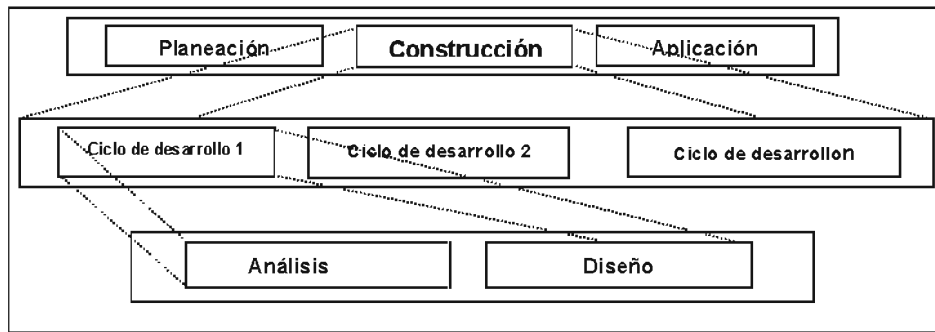 Planeación
Construcción
Aplicación
Ciclo de desarrollo 1
Ciclo de desarrollo 2
Ciclo de desarrollon
Análisis
Diseño